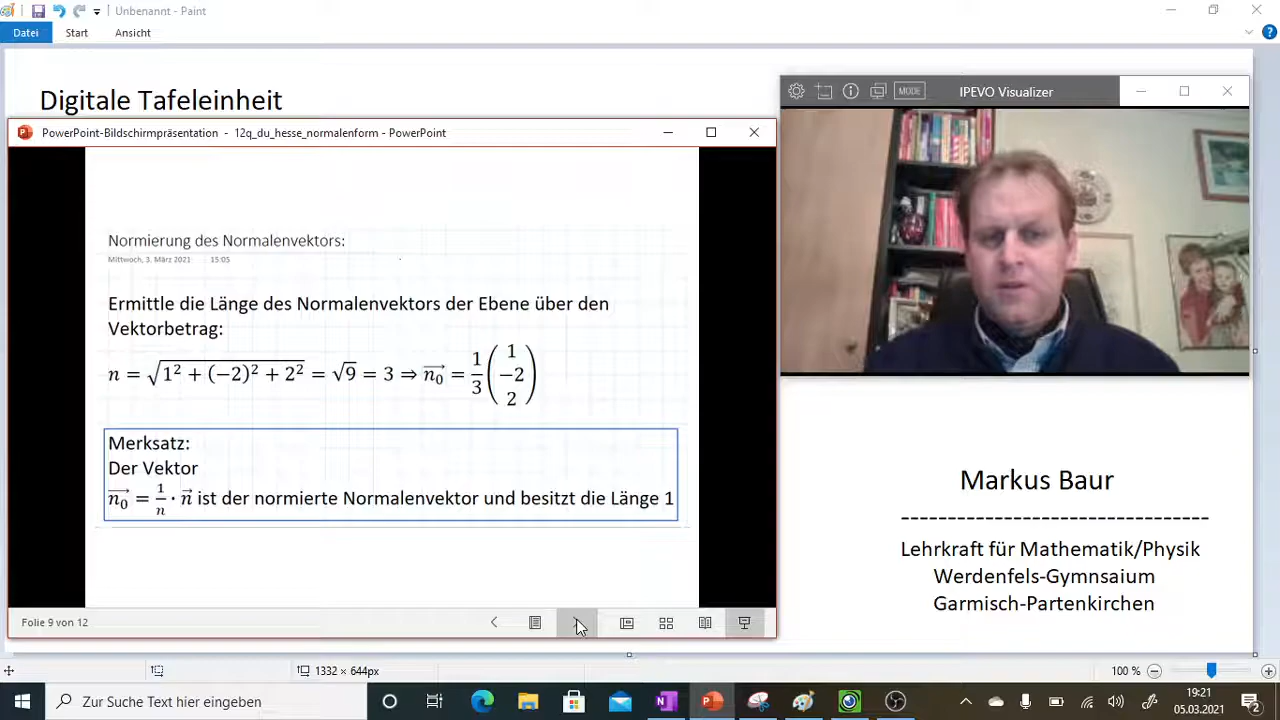 Unbenannt - Paint
Datei Start Ansicht
Digitale Tafeleinheit
PowerPoint-Bildschirmpräsentation - 12q_du_hesse_normalenform - PowerPoint
Normierung des Normalenvektors:
Mittwoch, 3. März 2021 15:05
Ermittle die Länge des Normalenvektors der Ebene über den
Vektorbetrag:
n = √(1² + (−2)² + 2²) = √9 = 3 ⇒ n₀⃗ = 1/3 (1 −2 2)
Merksatz:
Der Vektor
n₀⃗ = 1/n · n⃗ ist der normierte Normalenvektor und besitzt die Länge 1
Folie 9 von 12
MODE IPEVO Visualizer
Markus Baur
---------------------------------
Lehrkraft für Mathematik/Physik
Werdenfels-Gymnsaium
Garmisch-Partenkirchen
1332 × 644px
100 %
Zur Suche Text hier eingeben
19:21
05.03.2021
2